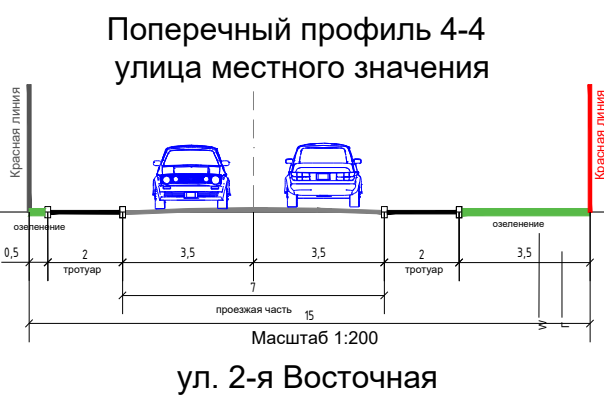 Поперечный профиль 4-4
улица местного значения
Красная линия
Красная линия
озеленение
озеленение
0,5
2
3,5
3,5
2
3,5
тротуар
тротуар
7
проезжая часть
15
W
Г
Масштаб 1:200
ул. 2-я Восточная